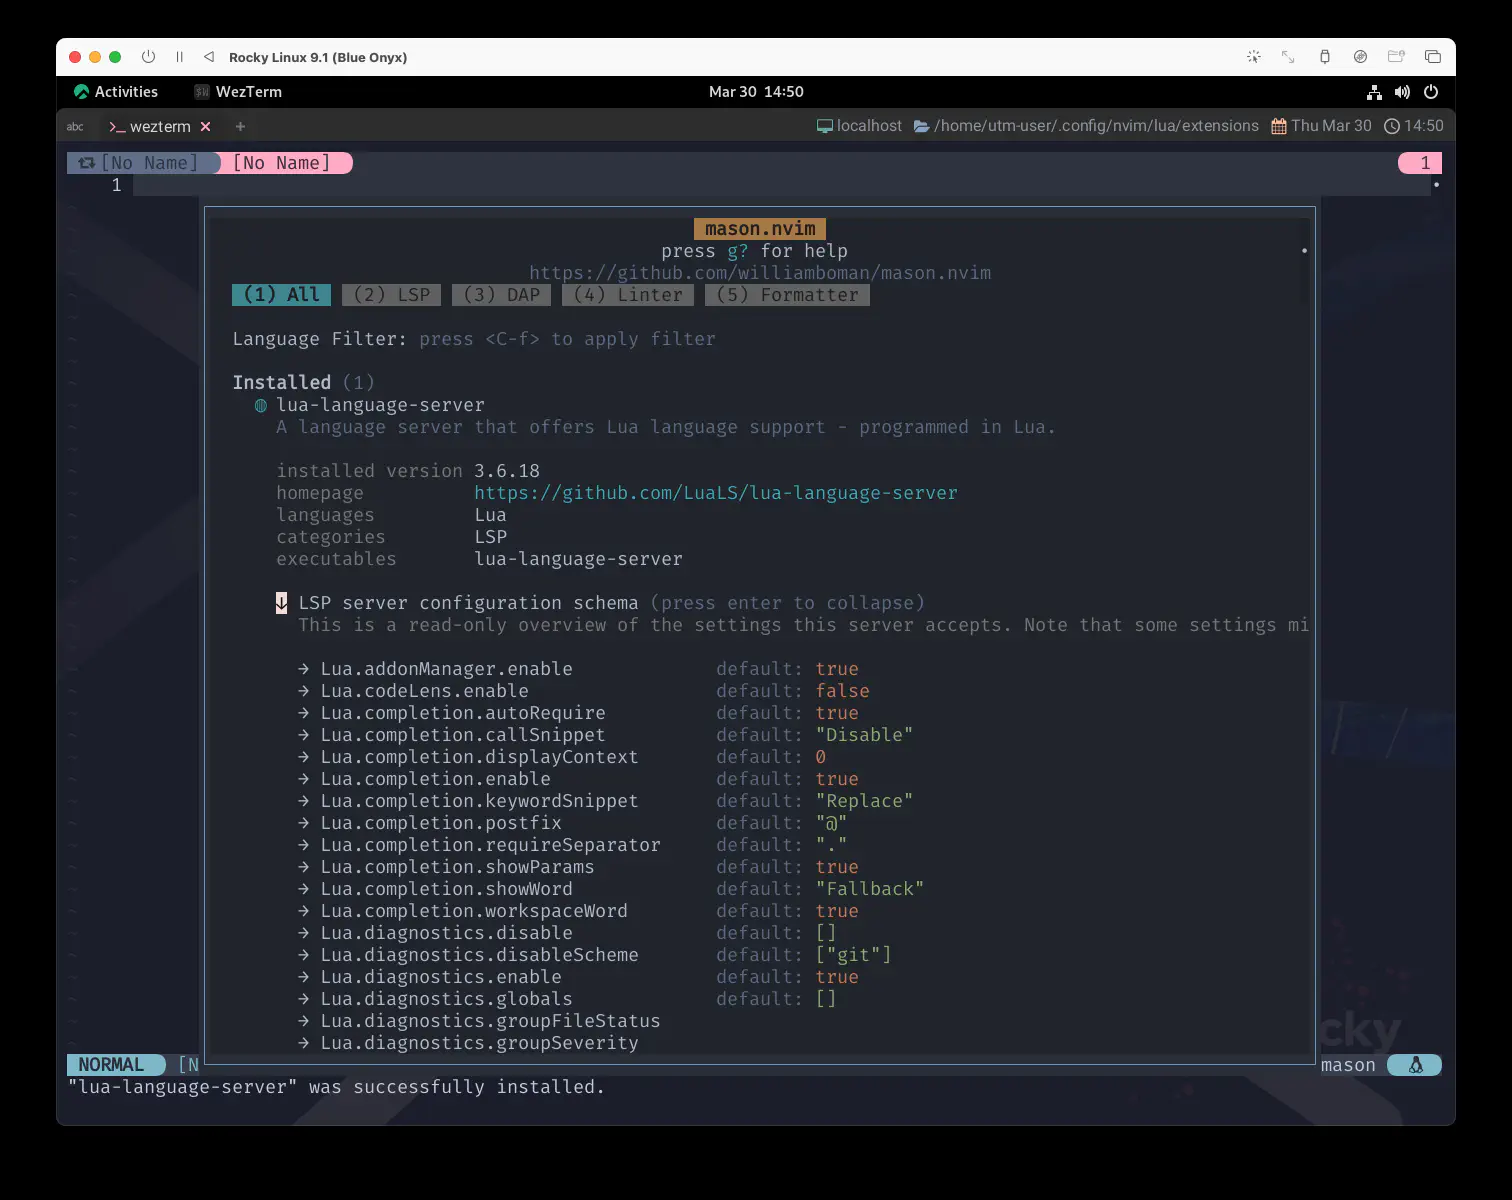 Rocky Linux 9.1 (Blue Onyx)
Activities WezTerm Mar 30 14:50
abc >_ wezterm × + localhost /home/utm-user/.config/nvim/lua/extensions Thu Mar 30 14:50
[No Name] [No Name] 1
1
mason.nvim
press g? for help
https://github.com/williamboman/mason.nvim
(1) All (2) LSP (3) DAP (4) Linter (5) Formatter
Language Filter: press <C-f> to apply filter
Installed (1)
lua-language-server
A language server that offers Lua language support - programmed in Lua.
installed version 3.6.18
homepage https://github.com/LuaLS/lua-language-server
languages Lua
categories LSP
executables lua-language-server
↓ LSP server configuration schema (press enter to collapse)
This is a read-only overview of the settings this server accepts. Note that some settings mi
→ Lua.addonManager.enable default: true
→ Lua.codeLens.enable default: false
→ Lua.completion.autoRequire default: true
→ Lua.completion.callSnippet default: "Disable"
→ Lua.completion.displayContext default: 0
→ Lua.completion.enable default: true
→ Lua.completion.keywordSnippet default: "Replace"
→ Lua.completion.postfix default: "@"
→ Lua.completion.requireSeparator default: "."
→ Lua.completion.showParams default: true
→ Lua.completion.showWord default: "Fallback"
→ Lua.completion.workspaceWord default: true
→ Lua.diagnostics.disable default: []
→ Lua.diagnostics.disableScheme default: ["git"]
→ Lua.diagnostics.enable default: true
→ Lua.diagnostics.globals default: []
→ Lua.diagnostics.groupFileStatus
→ Lua.diagnostics.groupSeverity
cky
NORMAL [N mason
"lua-language-server" was successfully installed.